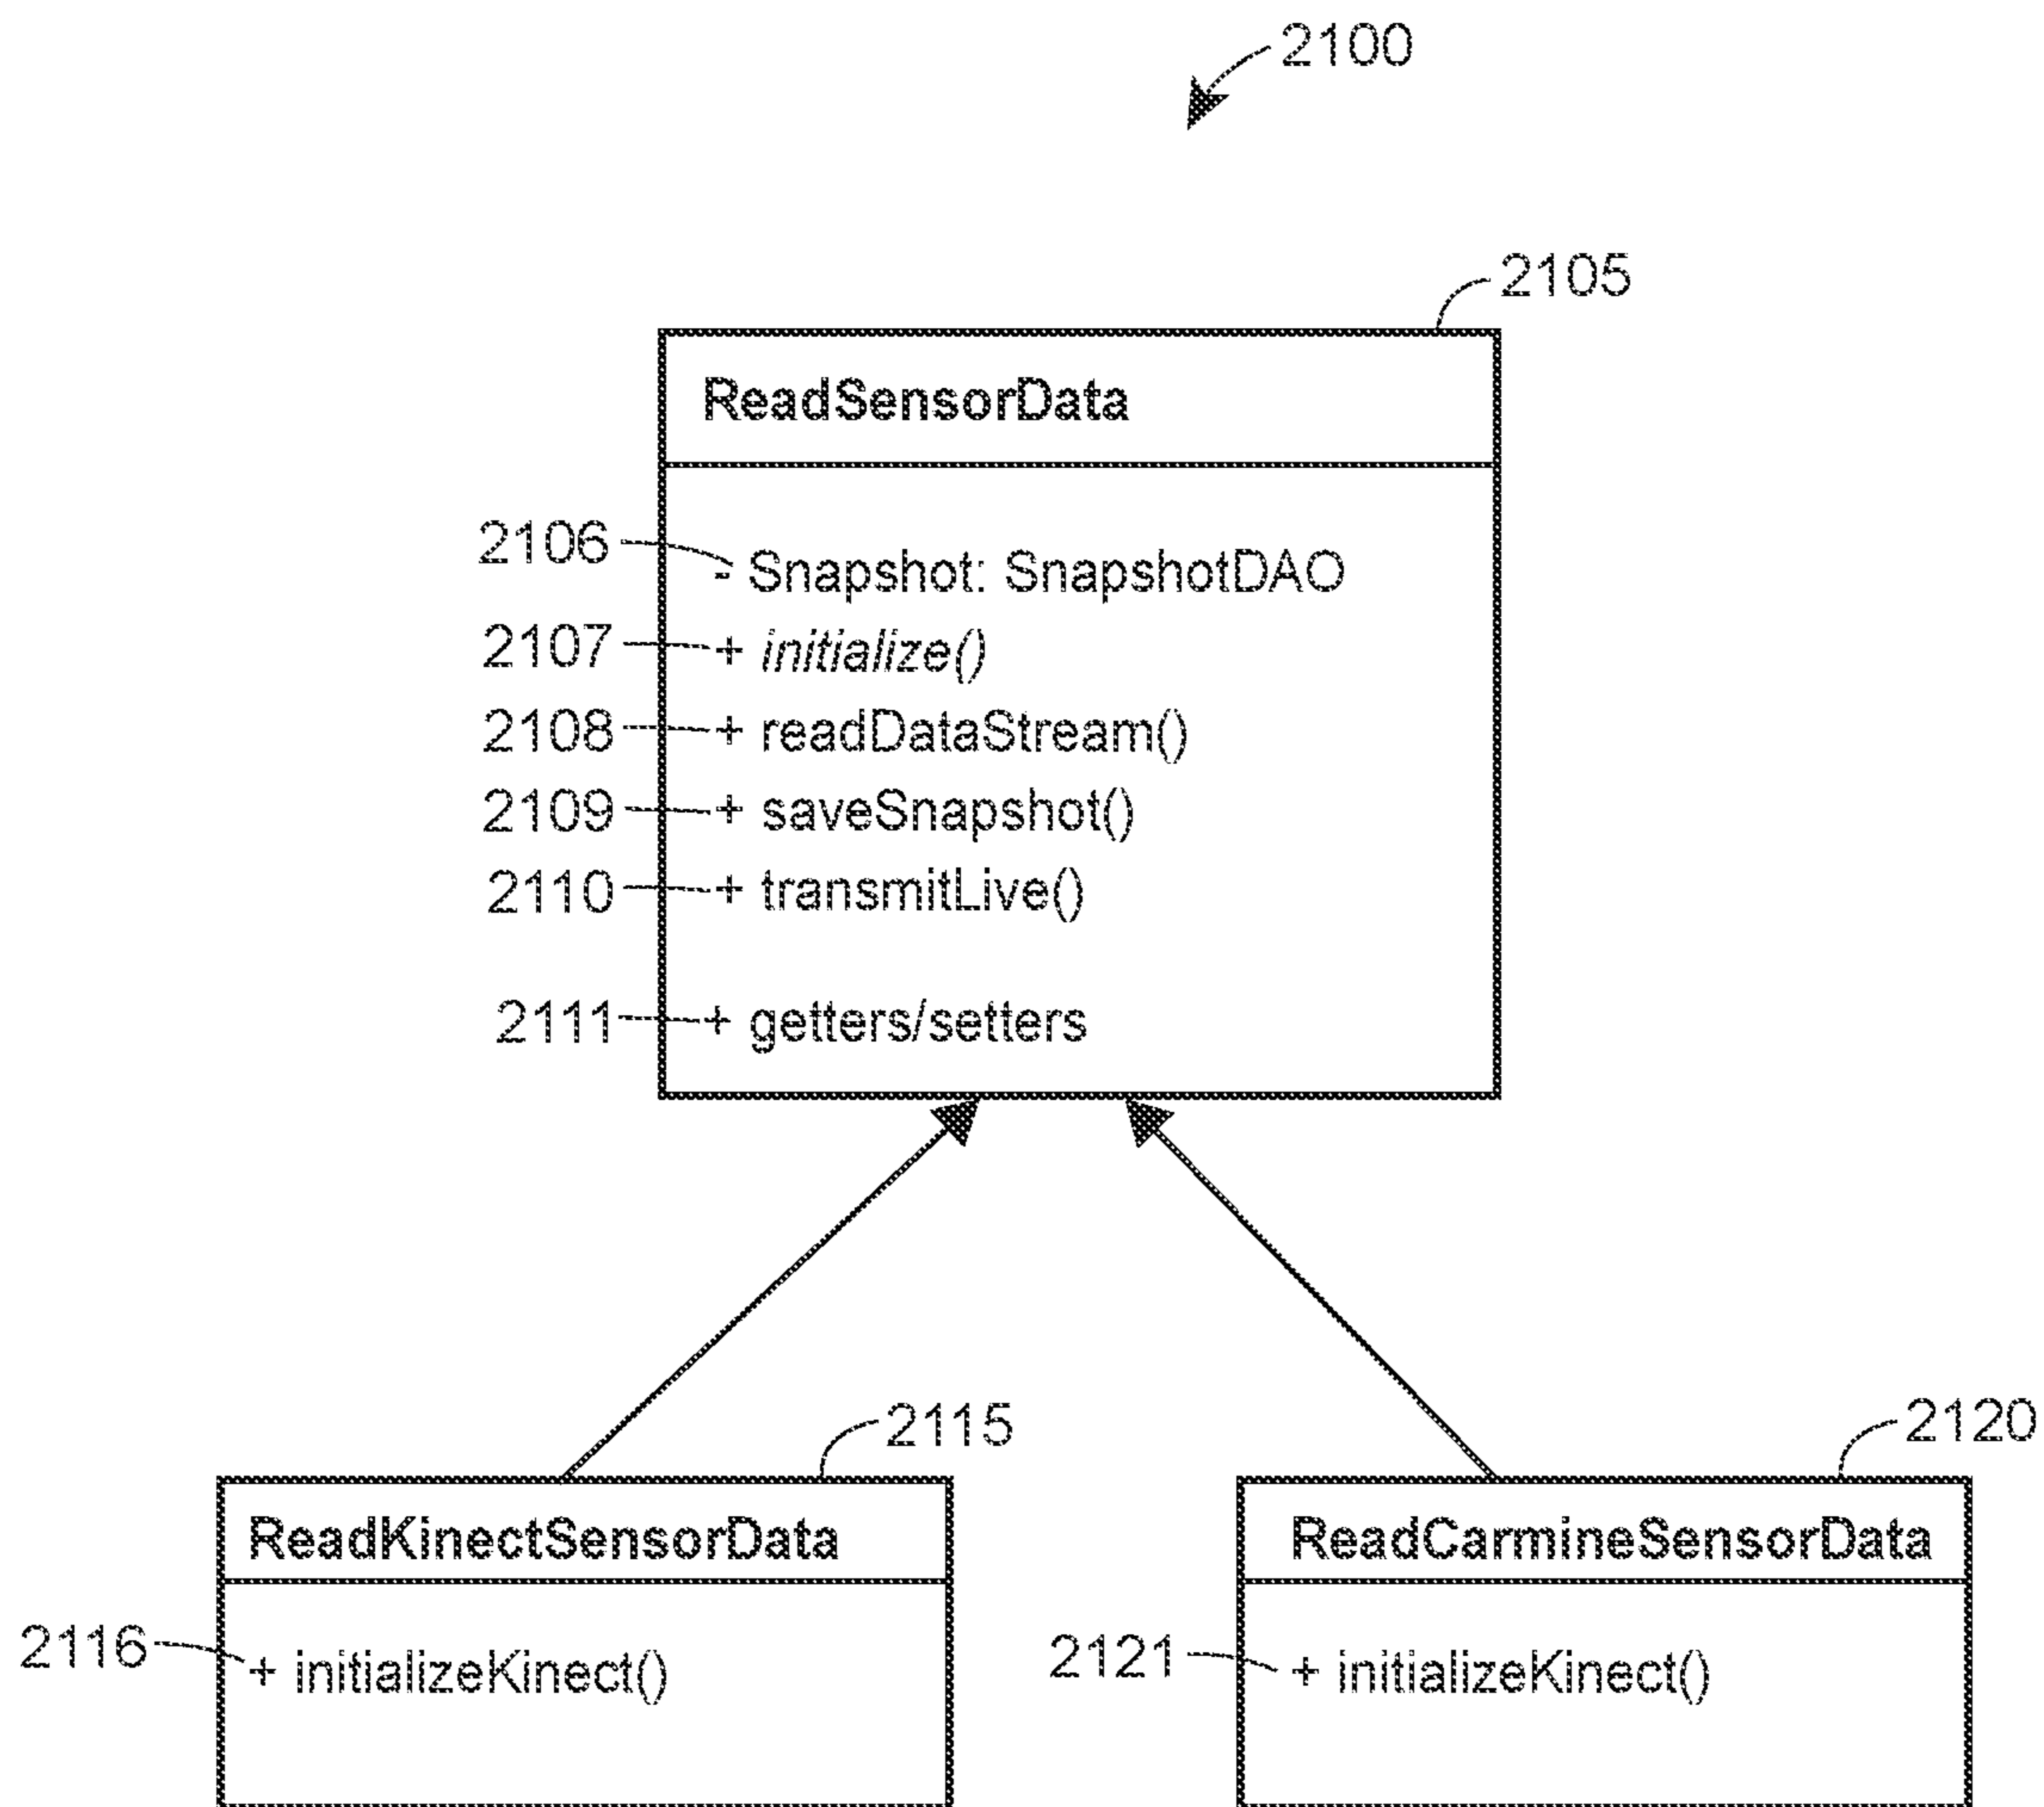 2100
2105
ReadSensorData
2106 - Snapshot: SnapshotDAO
2107 + initialize()
2108 + readDataStream()
2109 + saveSnapshot()
2110 + transmitLive()
2111 + getters/setters
2115
2120
ReadKinectSensorData
ReadCarmineSensorData
2116 + initializeKinect()
2121 + initializeKinect()